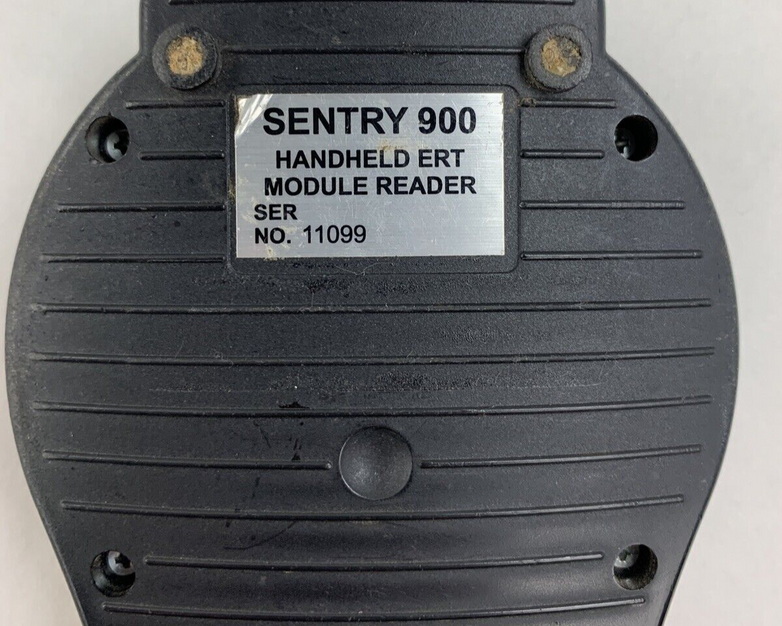 SENTRY 900
HANDHELD ERT
MODULE READER
SER
NO. 11099